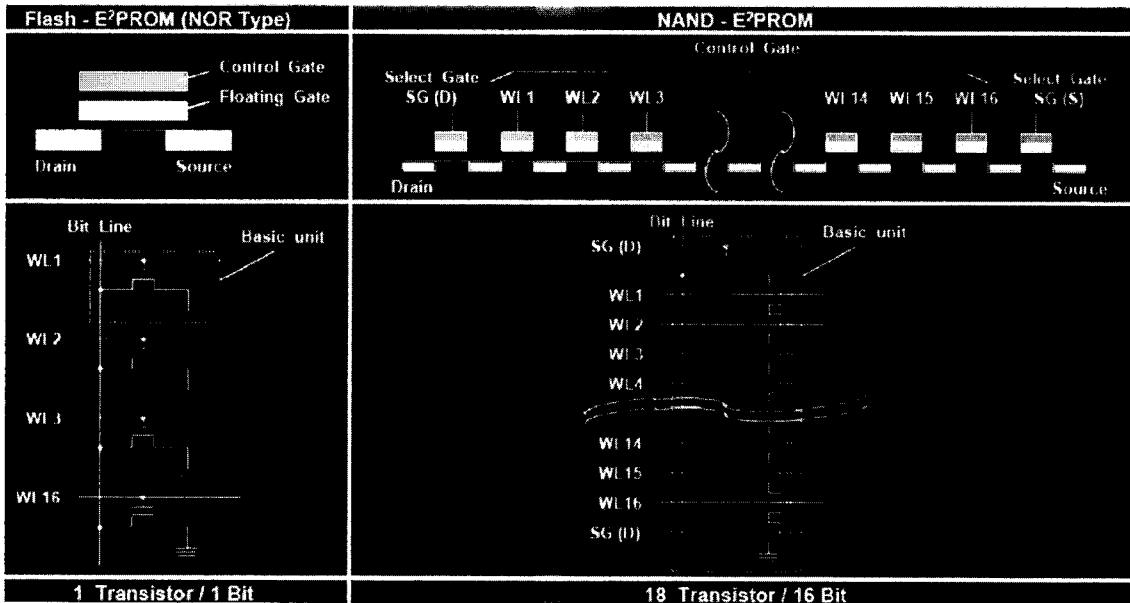 Flash - E²PROM (NOR Type)
NAND - E²PROM
Control Gate
Floating Gate
Drain
Source
Control Gate
Select Gate
SG (D)
WL1
WL2
WL3
WL14
WL15
WL16
Select Gate
SG (S)
Drain
Source
Bit Line
Basic unit
WL1
WL2
WL3
WL16
Bit Line
Basic unit
SG (D)
WL1
WL2
WL3
WL4
WL14
WL15
WL16
SG (D)
1 Transistor / 1 Bit
18 Transistor / 16 Bit